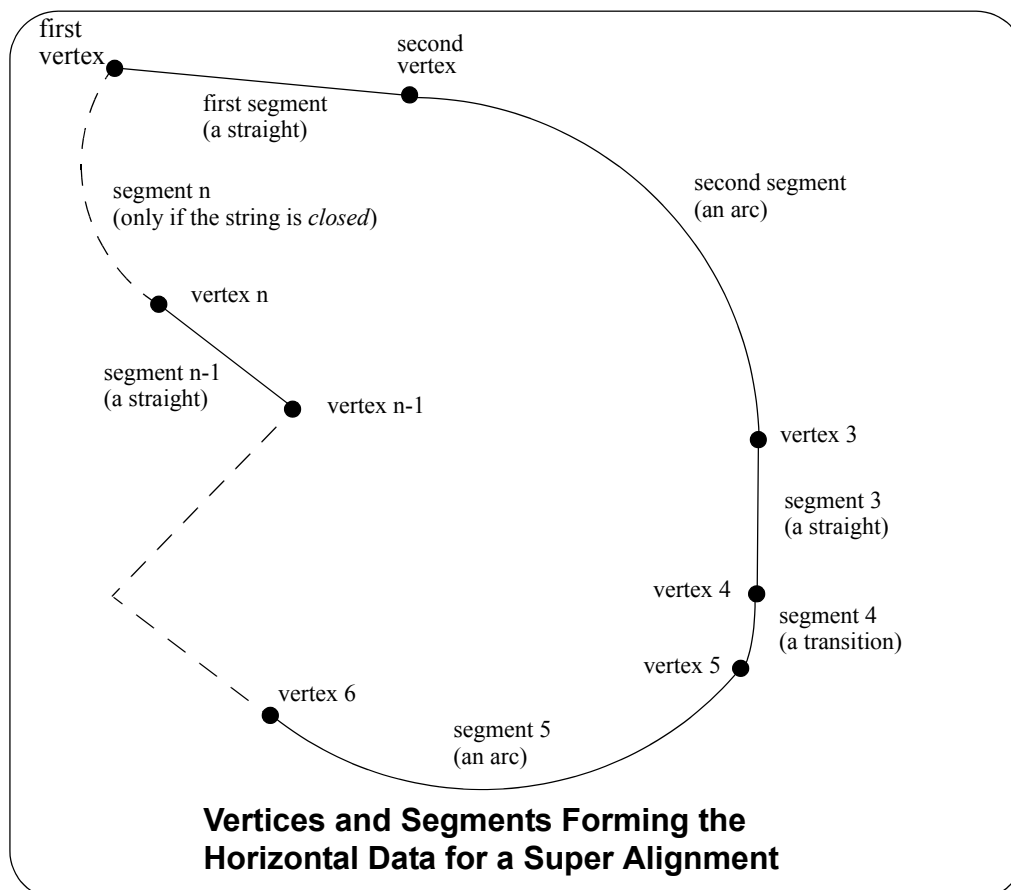 first
vertex
second
vertex
first segment
(a straight)
second segment
(an arc)
segment n
(only if the string is closed)
vertex n
segment n-1
(a straight)
vertex n-1
vertex 3
segment 3
(a straight)
vertex 4
segment 4
(a transition)
vertex 5
vertex 6
segment 5
(an arc)
Vertices and Segments Forming the
Horizontal Data for a Super Alignment